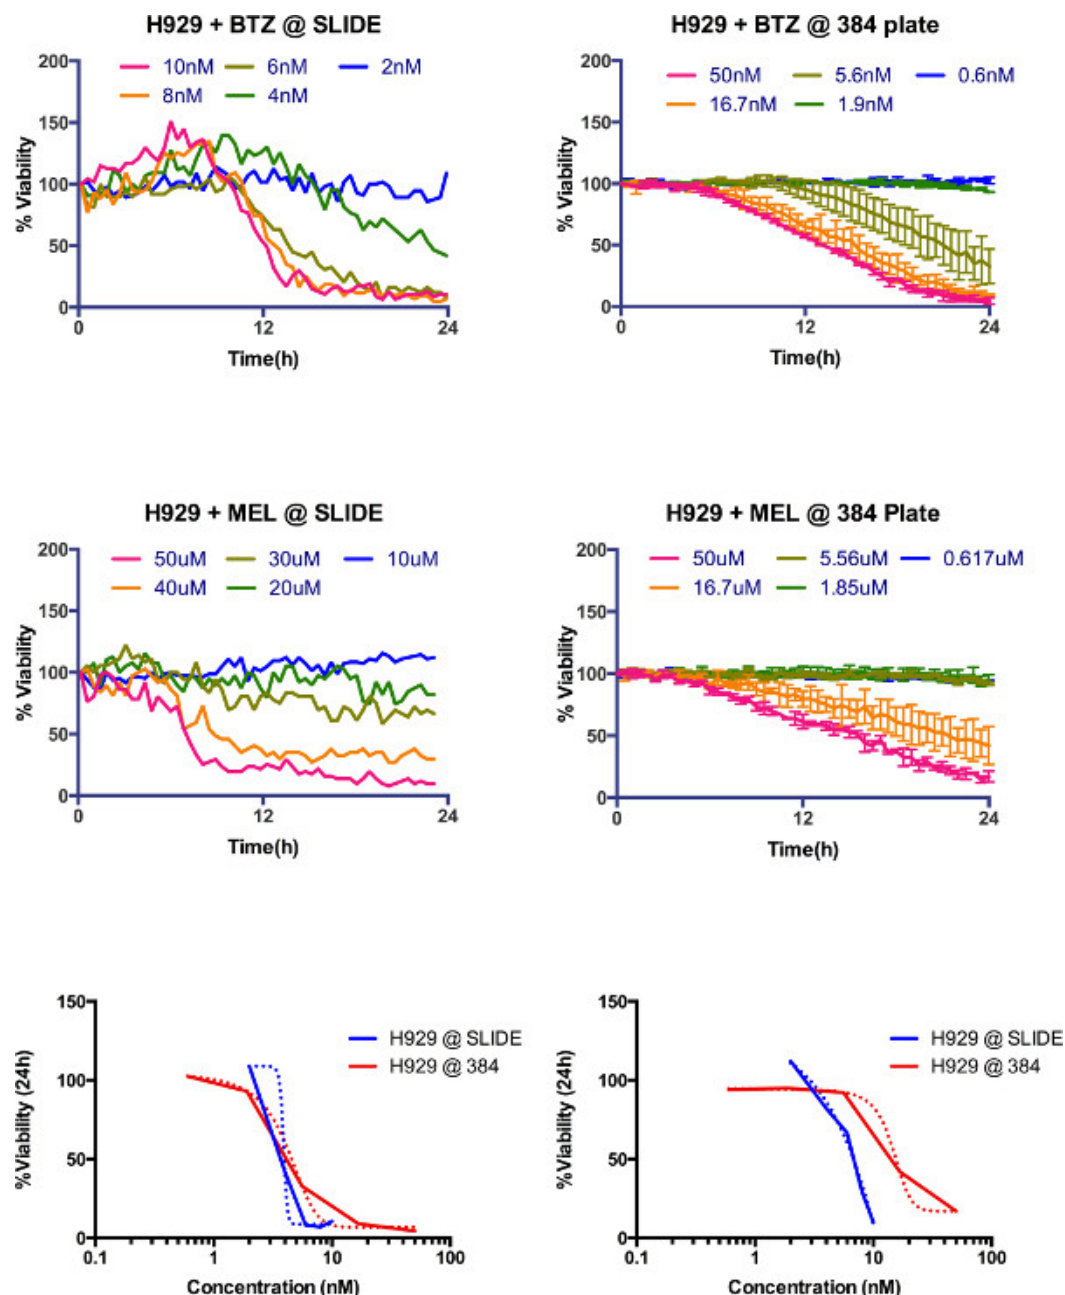 H929 + BTZ @ SLIDE
200
150
100
50
0
% Viability
10nM 6nM 2nM
8nM 4nM
0 12 24
Time(h)
H929 + BTZ @ 384 plate
200
150
100
50
0
% Viability
50nM 5.6nM 0.6nM
16.7nM 1.9nM
0 12 24
Time(h)
H929 + MEL @ SLIDE
200
150
100
50
0
% Viability
50uM 30uM 10uM
40uM 20uM
0 12 24
Time(h)
H929 + MEL @ 384 Plate
200
150
100
50
0
% Viability
50uM 5.56uM 0.617uM
16.7uM 1.85uM
0 12 24
Time(h)
150
100
50
0
%Viability (24h)
H929 @ SLIDE
H929 @ 384
0.1 1 10 100
Concentration (nM)
150
100
50
0
%Viability (24h)
H929 @ SLIDE
H929 @ 384
0.1 1 10 100
Concentration (nM)